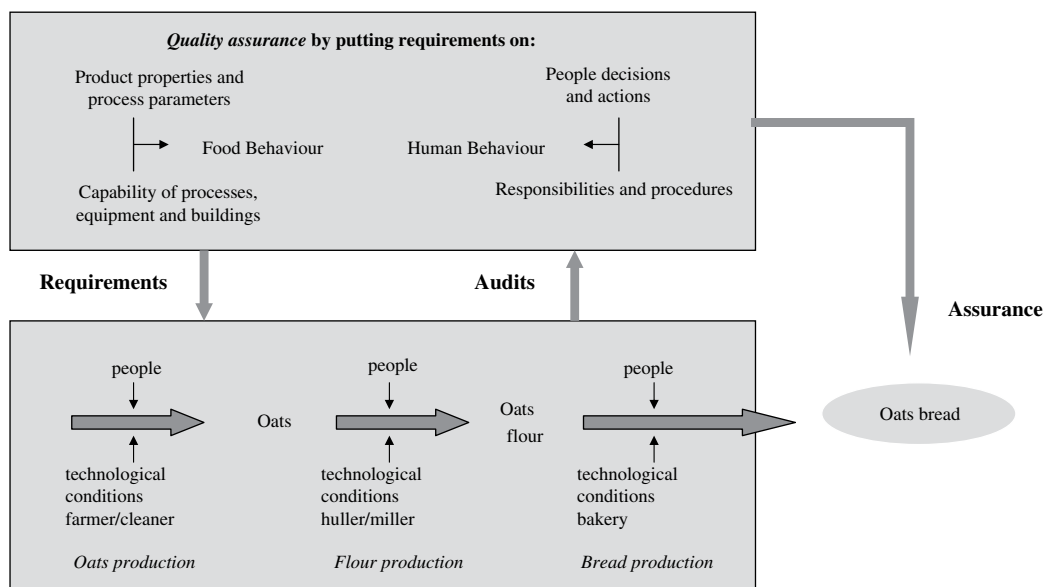 Quality assurance by putting requirements on:
Product properties and
process parameters
People decisions
and actions
Food Behaviour
Human Behaviour
Capability of processes,
equipment and buildings
Responsibilities and procedures
Requirements
Audits
Assurance
people
people
people
Oats
Oats
flour
Oats bread
technological
conditions
farmer/cleaner
technological
conditions
huller/miller
technological
conditions
bakery
Oats production
Flour production
Bread production